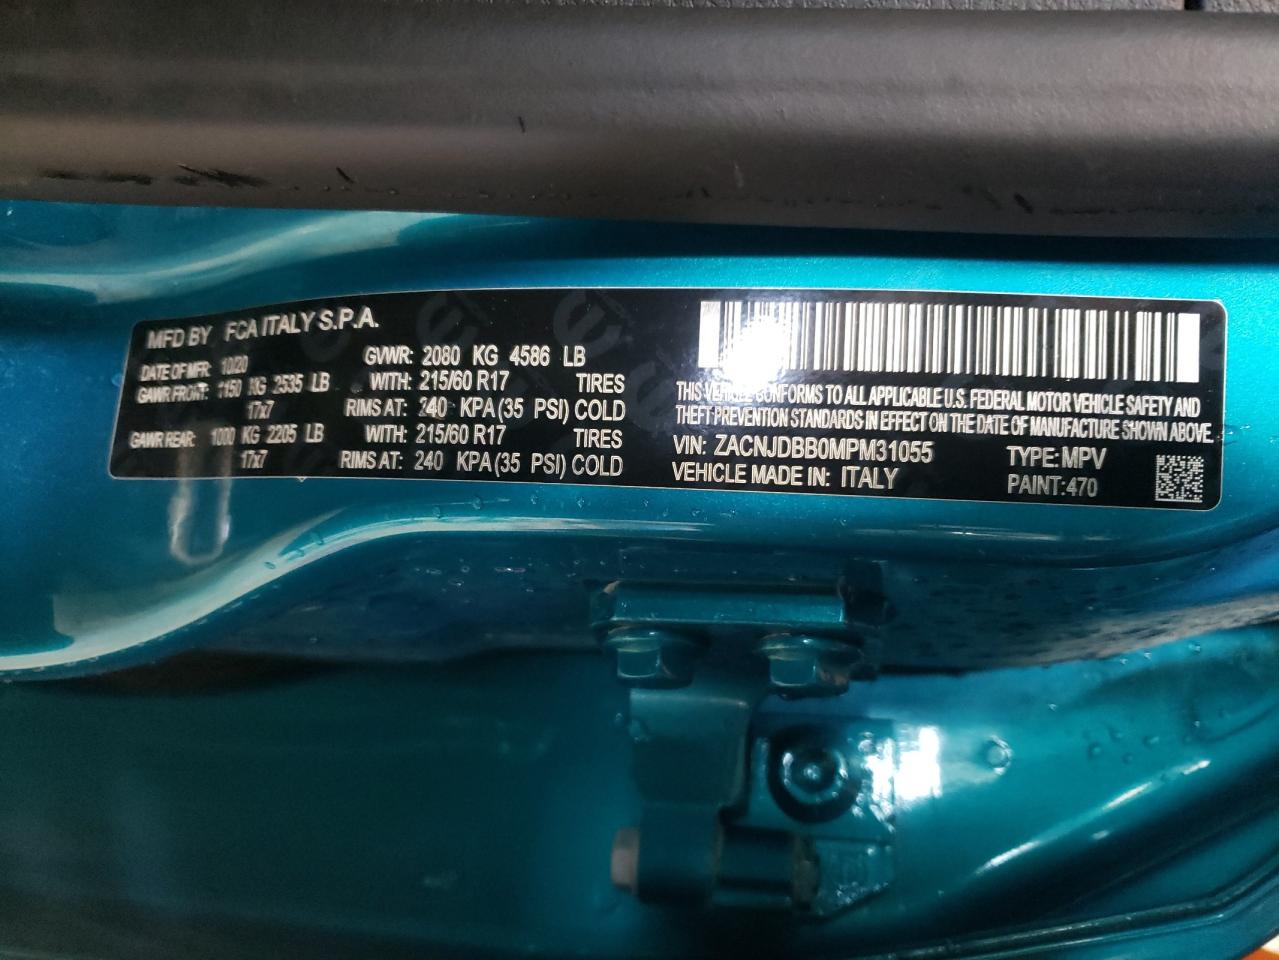 MFD BY FCA ITALY S.P.A.
DATE OF MFR: 10/20 GVWR: 2080 KG 4586 LB
GAWR FRONT: 1150 KG 2535 LB WITH: 215/60 R17 TIRES
17x7 RIMS AT: 240 KPA (35 PSI) COLD
GAWR REAR: 1000 KG 2205 LB WITH: 215/60 R17 TIRES
17x7 RIMS AT: 240 KPA (35 PSI) COLD
THIS VEHICLE CONFORMS TO ALL APPLICABLE U.S. FEDERAL MOTOR VEHICLE SAFETY AND
THEFT PREVENTION STANDARDS IN EFFECT ON THE DATE OF MANUFACTURE SHOWN ABOVE.
VIN: ZACNJDBB0MPM31055 TYPE: MPV
VEHICLE MADE IN: ITALY PAINT: 470